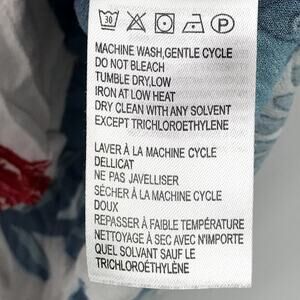 30 P
MACHINE WASH,GENTLE CYCLE
DO NOT BLEACH
TUMBLE DRY,LOW
IRON AT LOW HEAT
DRY CLEAN WITH ANY SOLVENT
EXCEPT TRICHLOROETHYLENE
LAVER À LA MACHINE CYCLE
DELLICAT
NE PAS JAVELLISER
SÉCHER À LA MACHINE CYCLE
DOUX
REPASSER À FAIBLE TEMPÉRATURE
NETTOYAGE À SEC AVEC N'IMPORTE
QUEL SOLVANT SAUF LE
TRICHLOROÉTHYLÈNE